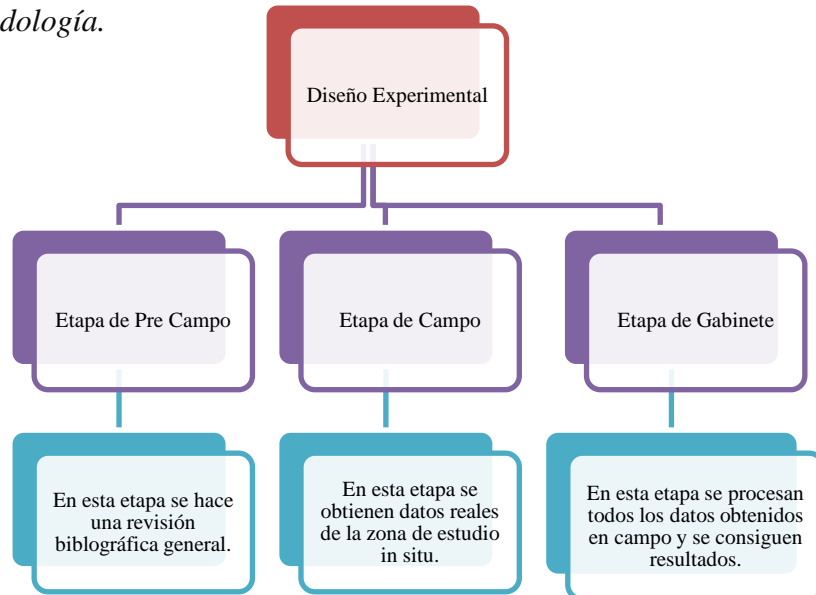 dología.
Diseño Experimental
Etapa de Pre Campo
Etapa de Campo
Etapa de Gabinete
En esta etapa se hace
una revisión
biblográfica general.
En esta etapa se
obtienen datos reales
de la zona de estudio
in situ.
En esta etapa se procesan
todos los datos obtenidos
en campo y se consiguen
resultados.